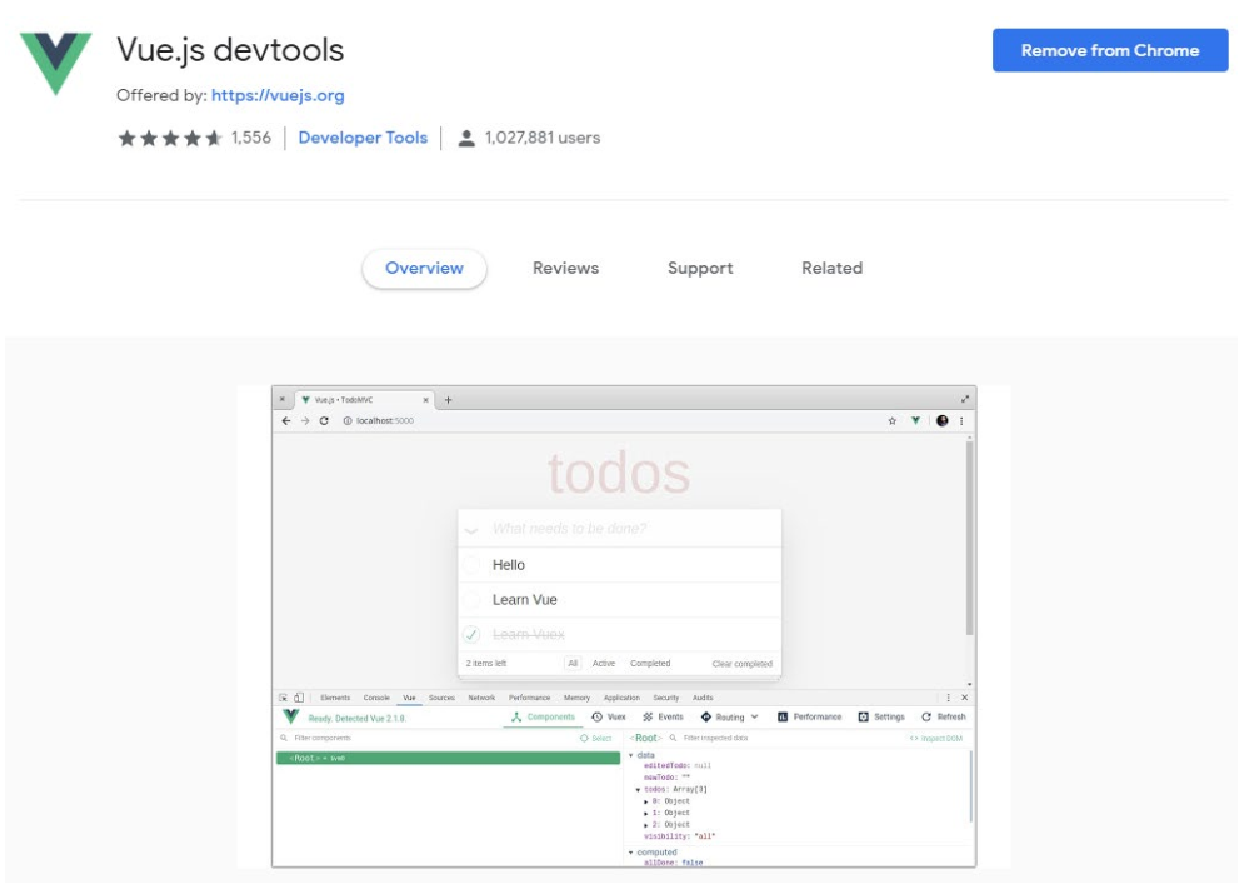 Vue.js devtools
Remove from Chrome
Offered by: https://vuejs.org
1,556 Developer Tools 1,027,881 users
Overview Reviews Support Related
Vue.js • TodoMVC
localhost:5000
todos
What needs to be done?
Hello
Learn Vue
Learn Vuex
2 items left All Active Completed Clear completed
Elements Console Vue Sources Network Performance Memory Application Security Audits
Ready. Detected Vue 2.1.0. Components Vuex Events Routing Performance Settings Refresh
Filter components Select <Root> Filter inspected data Inspect DOM
<Root>
data
editedTodo: null
newTodo: ""
todos: Array[3]
0: Object
1: Object
2: Object
visibility: "all"
computed
allDone: false